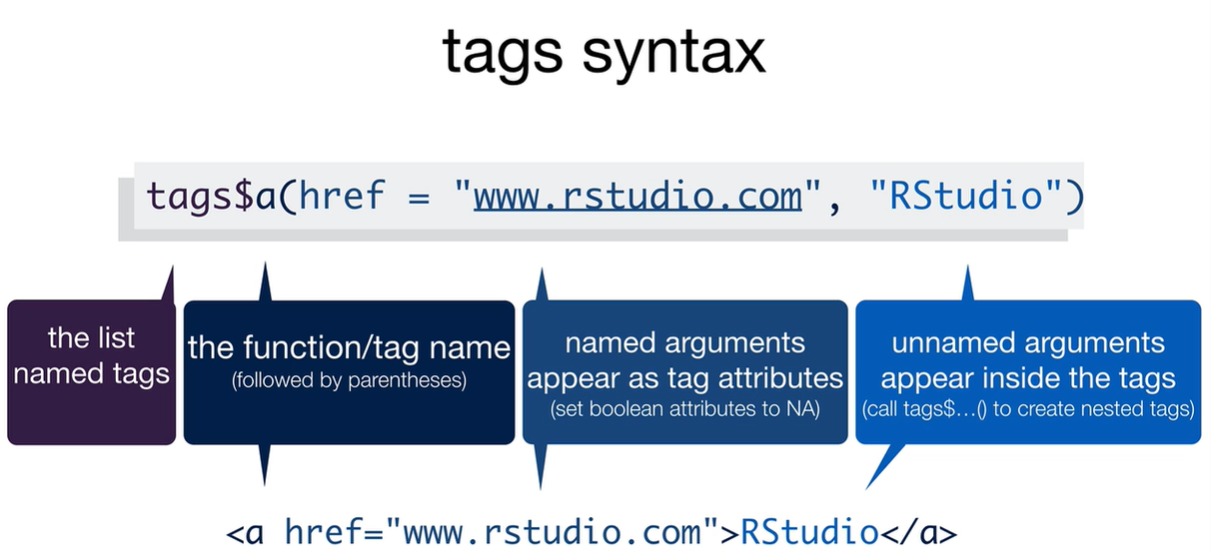 tags syntax
tags$a(href = "www.rstudio.com", "RStudio")
the list
named tags
the function/tag name
(followed by parentheses)
named arguments
appear as tag attributes
(set boolean attributes to NA)
unnamed arguments
appear inside the tags
(call tags$...() to create nested tags)
<a href="www.rstudio.com">RStudio</a>